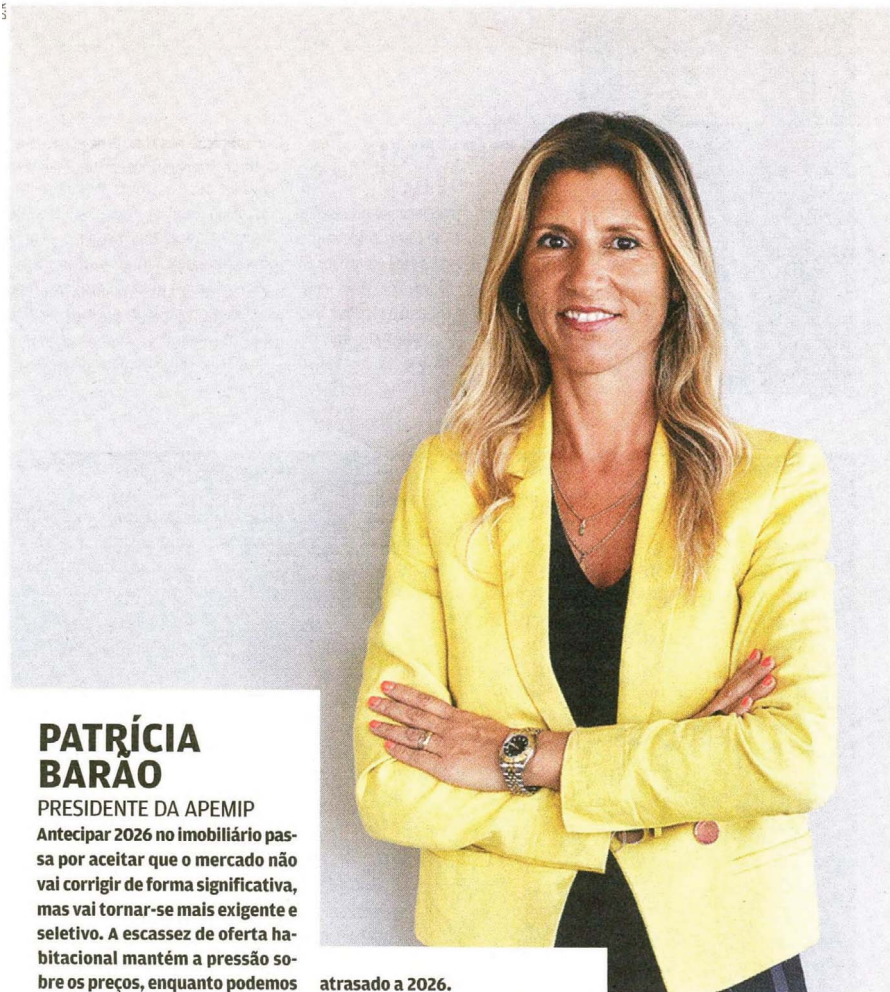 PATRÍCIA
BARÃO
PRESIDENTE DA APEMIP
Antecipar 2026 no imobiliário pas-
sa por aceitar que o mercado não
vai corrigir de forma significativa,
mas vai tornar-se mais exigente e
seletivo. A escassez de oferta ha-
bitacional mantém a pressão so-
bre os preços, enquanto podemos
atrasado a 2026.